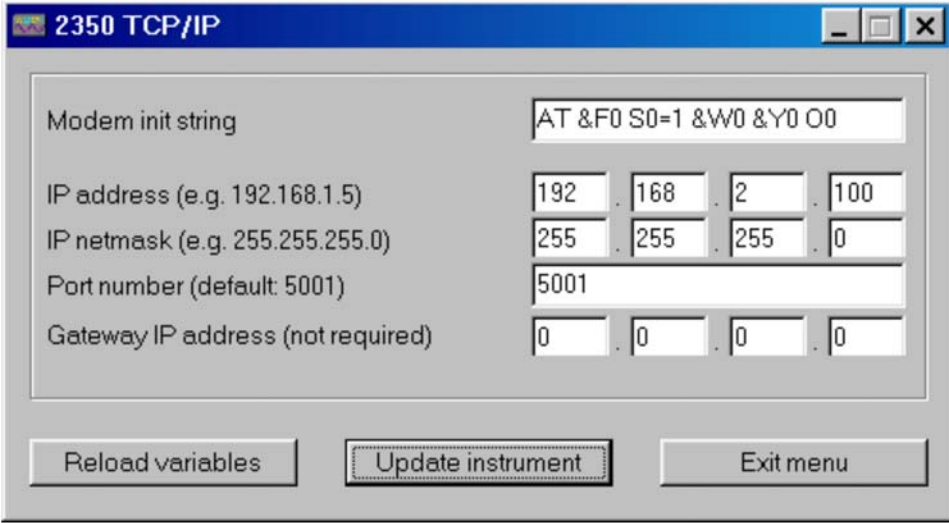 2350 TCP/IP
Modem init string AT &F0 S0=1 &W0 &Y0 O0
IP address (e.g. 192.168.1.5) 192 . 168 . 2 . 100
IP netmask (e.g. 255.255.255.0) 255 . 255 . 255 . 0
Port number (default: 5001) 5001
Gateway IP address (not required) 0 . 0 . 0 . 0
Reload variables Update instrument Exit menu